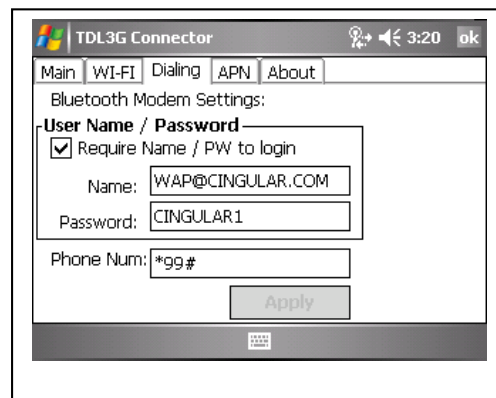 TDL3G Connector 3:20 ok
Main WI-FI Dialing APN About
Bluetooth Modem Settings:
User Name / Password
Require Name / PW to login
Name: WAP@CINGULAR.COM
Password: CINGULAR1
Phone Num: *99#
Apply